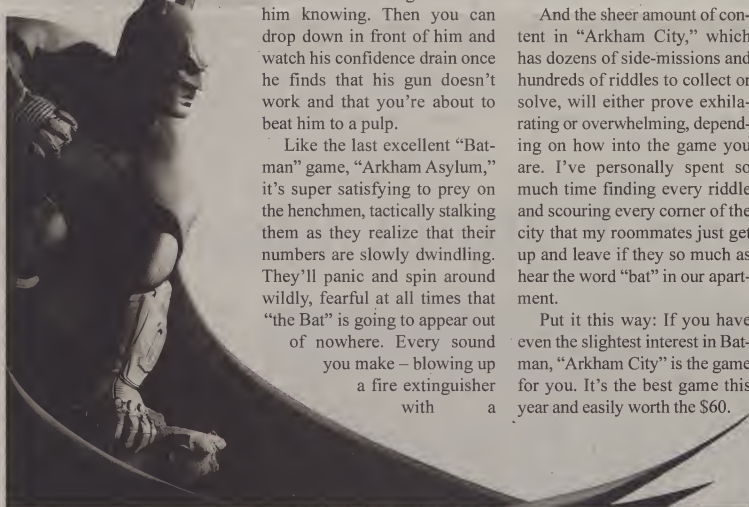 him knowing. Then you can
drop down in front of him and
watch his confidence drain once
he finds that his gun doesn't
work and that you're about to
beat him to a pulp.
Like the last excellent “Bat-
man” game, “Arkham Asylum,”
it's super satisfying to prey on
the henchmen, tactically stalking
them as they realize that their
numbers are slowly dwindling.
They'll panic and spin around
wildly, fearful at all times that
“the Bat” is going to appear out
of nowhere. Every sound
you make – blowing up
a fire extinguisher
with a
And the sheer amount of con-
tent in “Arkham City,” which
has dozens of side-missions and
hundreds of riddles to collect or
solve, will either prove exhila-
rating or overwhelming, depend-
ing on how into the game you
are. I've personally spent so
much time finding every riddle
and scouring every corner of the
city that my roommates just get
up and leave if they so much as
hear the word “bat” in our apart-
ment.
Put it this way: If you have
even the slightest interest in Bat-
man, “Arkham City” is the game
for you. It's the best game this
year and easily worth the $60.